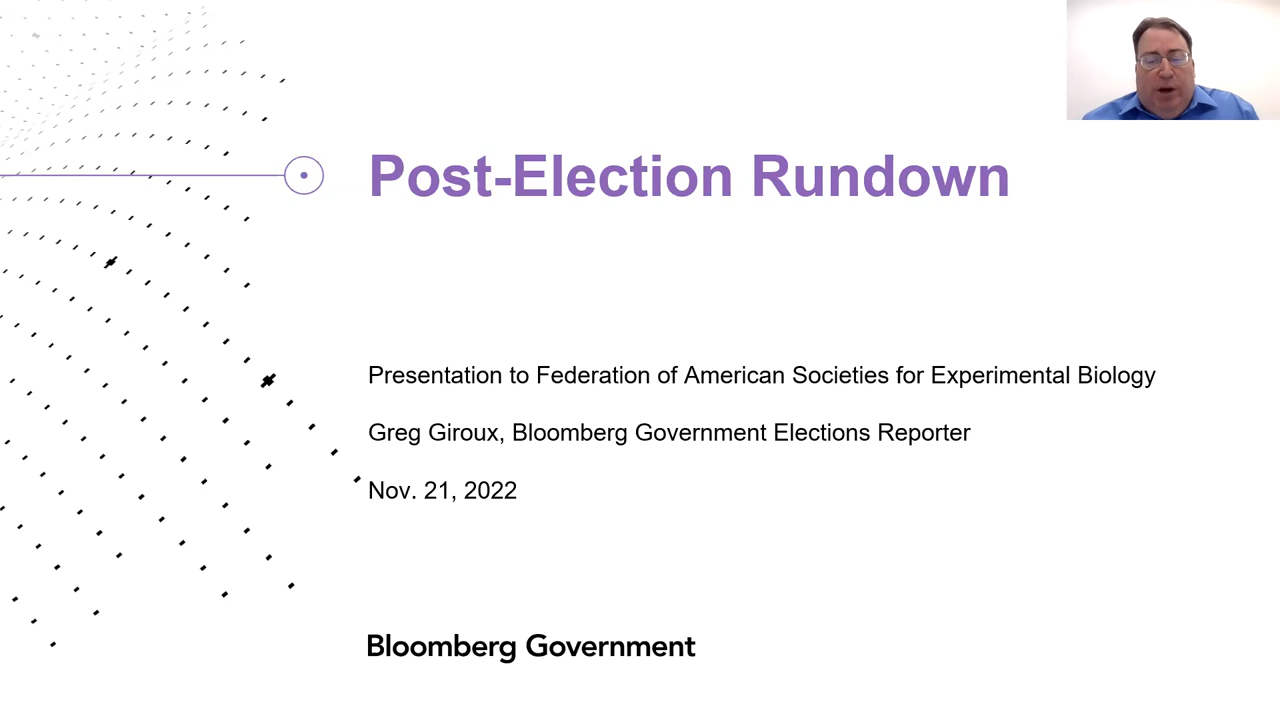 Post-Election Rundown
Presentation to Federation of American Societies for Experimental Biology
Greg Giroux, Bloomberg Government Elections Reporter
Nov. 21, 2022
Bloomberg Government